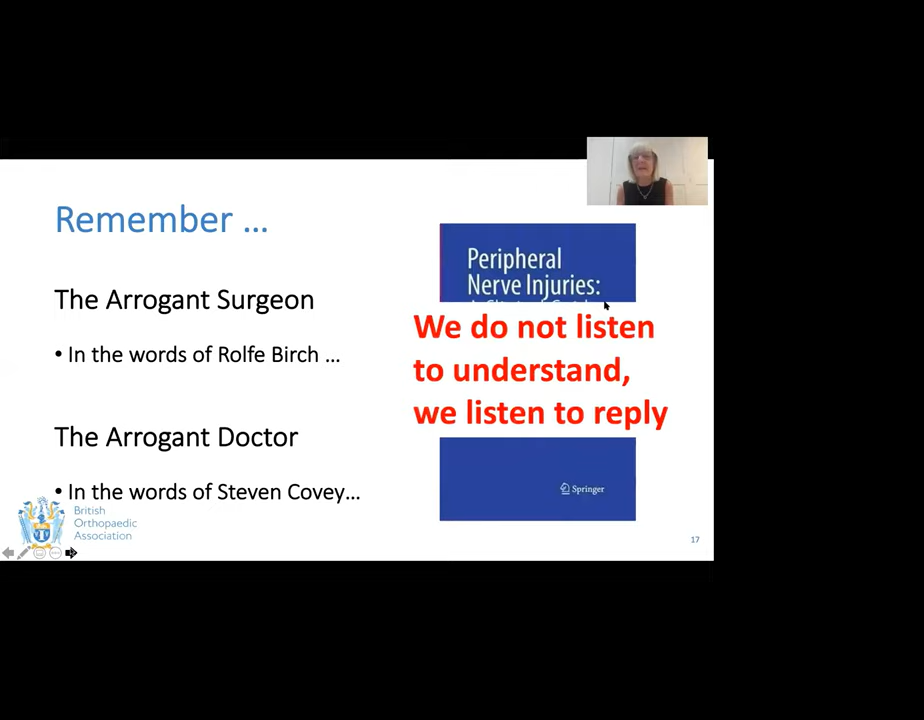 Remember ...
The Arrogant Surgeon
• In the words of Rolfe Birch ...
The Arrogant Doctor
• In the words of Steven Covey...
Peripheral
Nerve Injuries:
We do not listen
to understand,
we listen to reply
Springer
British
Orthopaedic
Association
17